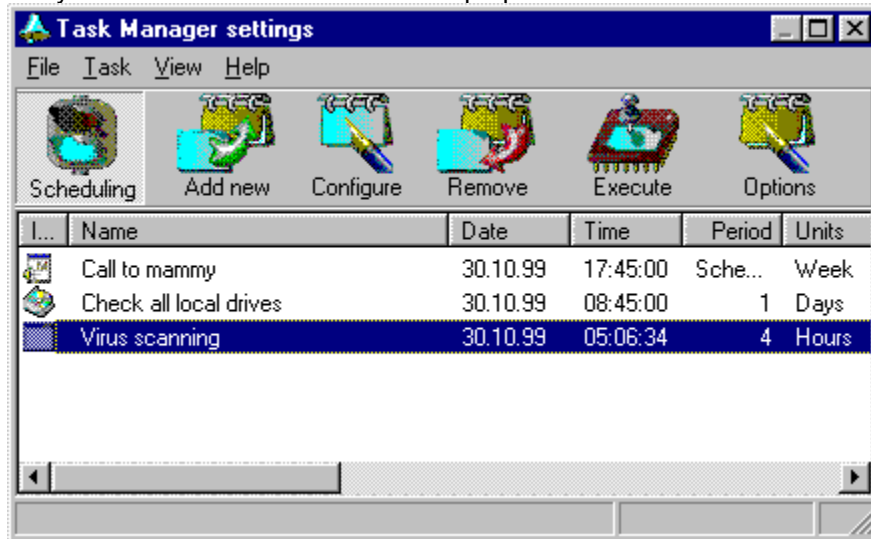 Task Manager settings
File Task View Help
Scheduling Add new Configure Remove Execute Options
I... Name Date Time Period Units
Call to mammy 30.10.99 17:45:00 Sche... Week
Check all local drives 30.10.99 08:45:00 1 Days
Virus scanning 30.10.99 05:06:34 4 Hours